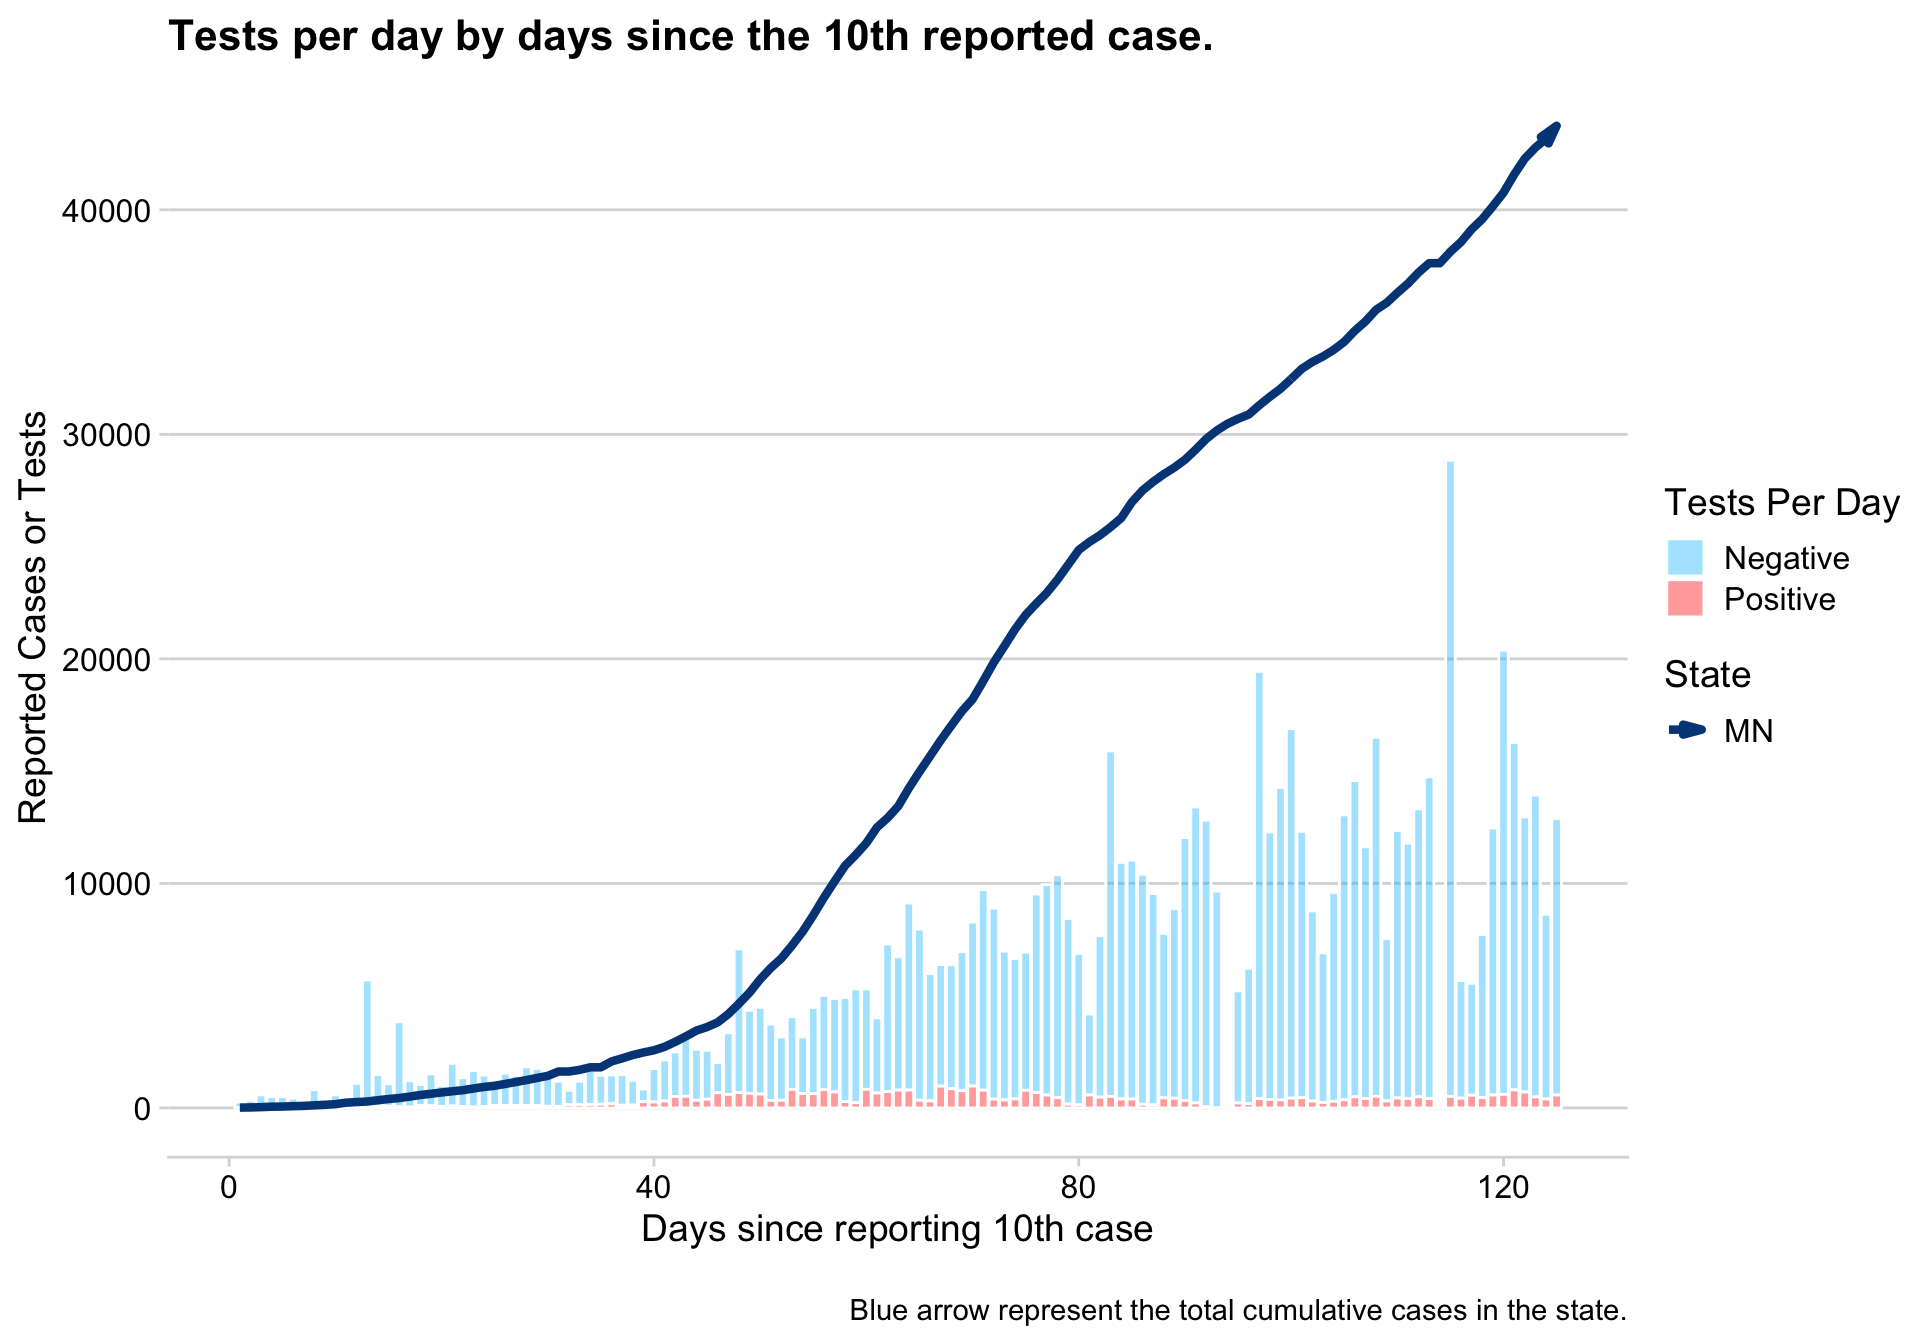 Tests per day by days since the 10th reported case.
Reported Cases or Tests
40000
30000
20000
10000
0
0
40
80
120
Days since reporting 10th case
Tests Per Day
Negative
Positive
State
MN
Blue arrow represent the total cumulative cases in the state.